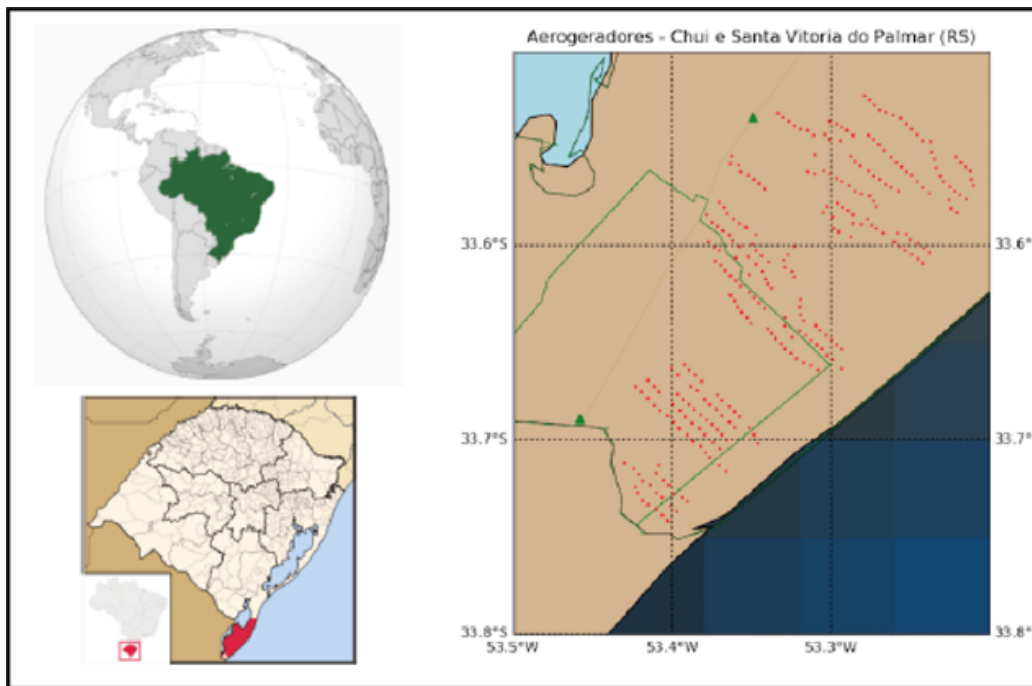 Aerogeradores - Chui e Santa Vitoria do Palmar (RS)
33.6°S
33.6°
33.7°S
33.7°
33.8°S
33.8°
53.5°W
53.4°W
53.3°W